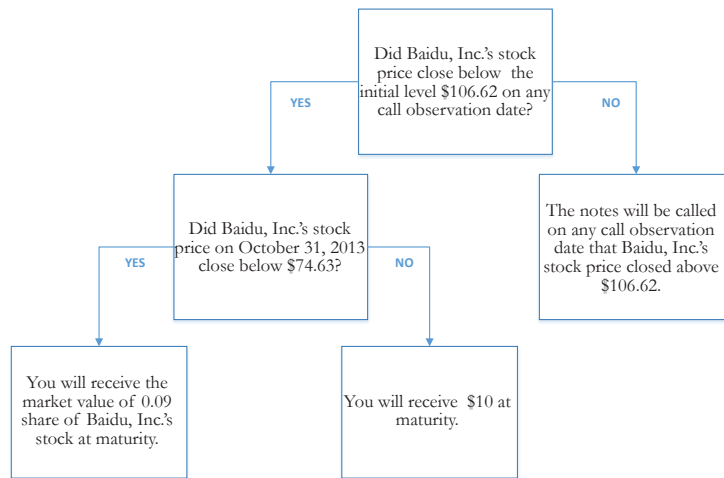 Did Baidu, Inc.'s stock
price close below the
initial level $106.62 on any
call observation date?
YES
NO
Did Baidu, Inc.'s stock
price on October 31, 2013
close below $74.63?
The notes will be called
on any call observation
date that Baidu, Inc.'s
stock price closed above
$106.62.
YES
NO
You will receive the
market value of 0.09
share of Baidu, Inc.'s
stock at maturity.
You will receive $10 at
maturity.